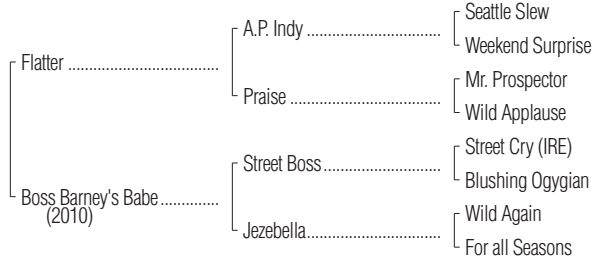 Seattle Slew
A.P. Indy ..............................
Weekend Surprise
Flatter ..................................
Mr. Prospector
Praise ..................................
Wild Applause
Street Cry (IRE)
Street Boss ..........................
Blushing Ogygian
Boss Barney's Babe .............
(2010)
Wild Again
Jezebella..............................
For all Seasons